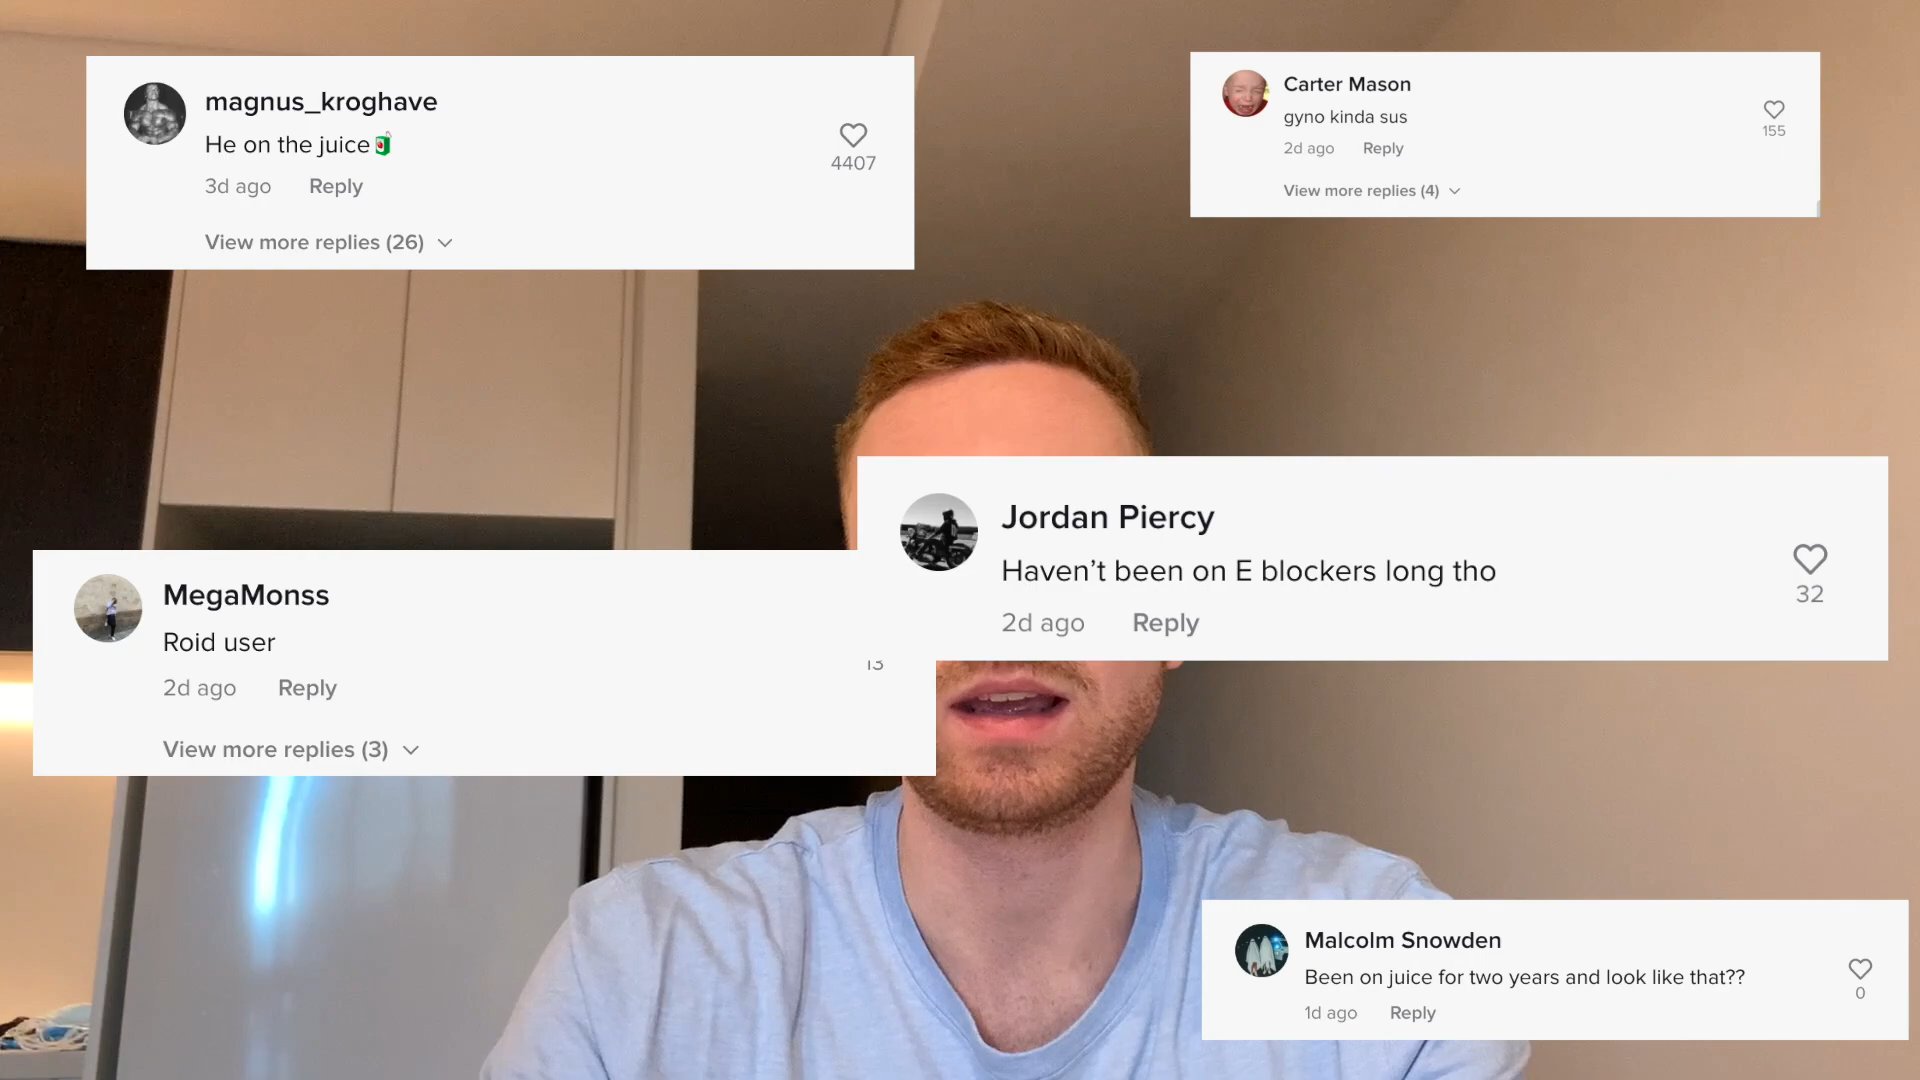 magnus_kroghave
He on the juice🧃
4407
3d ago Reply
View more replies (26)
Carter Mason
gyno kinda sus
155
2d ago Reply
View more replies (4)
Jordan Piercy
Haven’t been on E blockers long tho
32
2d ago Reply
MegaMonss
Roid user
13
2d ago Reply
View more replies (3)
Malcolm Snowden
Been on juice for two years and look like that??
0
1d ago Reply